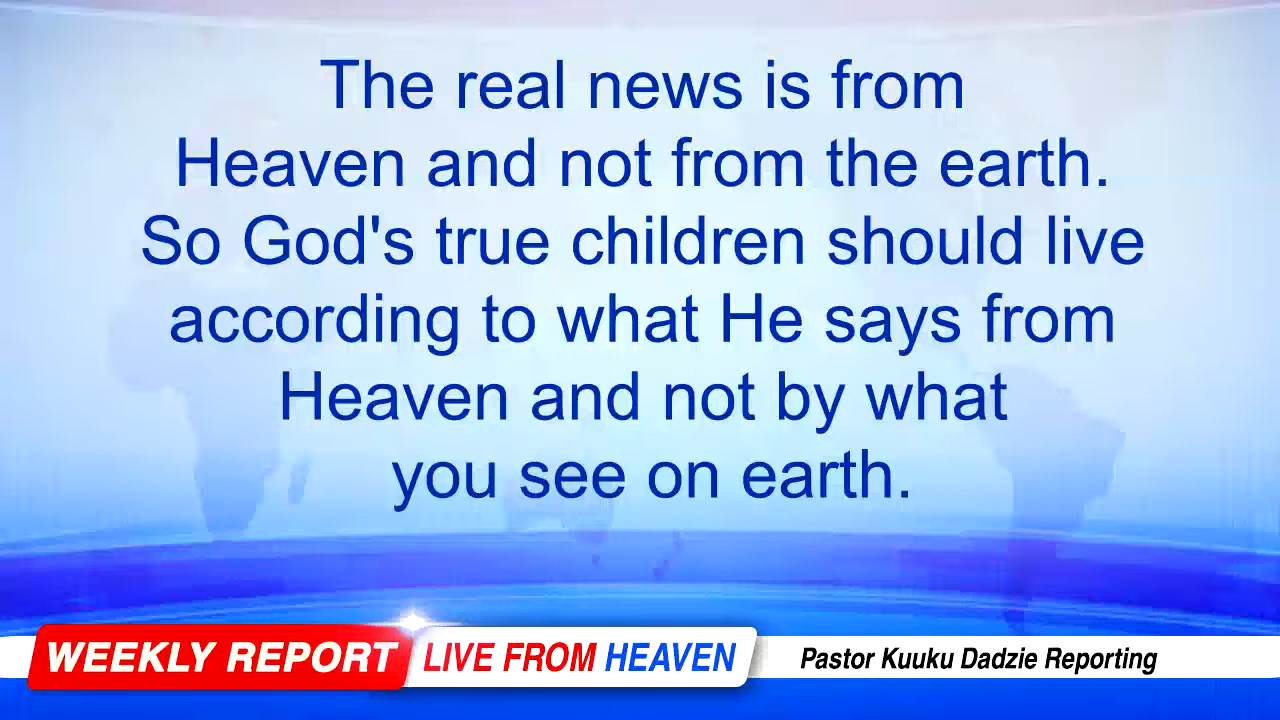 The real news is from
Heaven and not from the earth.
So God's true children should live
according to what He says from
Heaven and not by what
you see on earth.
WEEKLY REPORT LIVE FROM HEAVEN Pastor Kuuku Dadzie Reporting